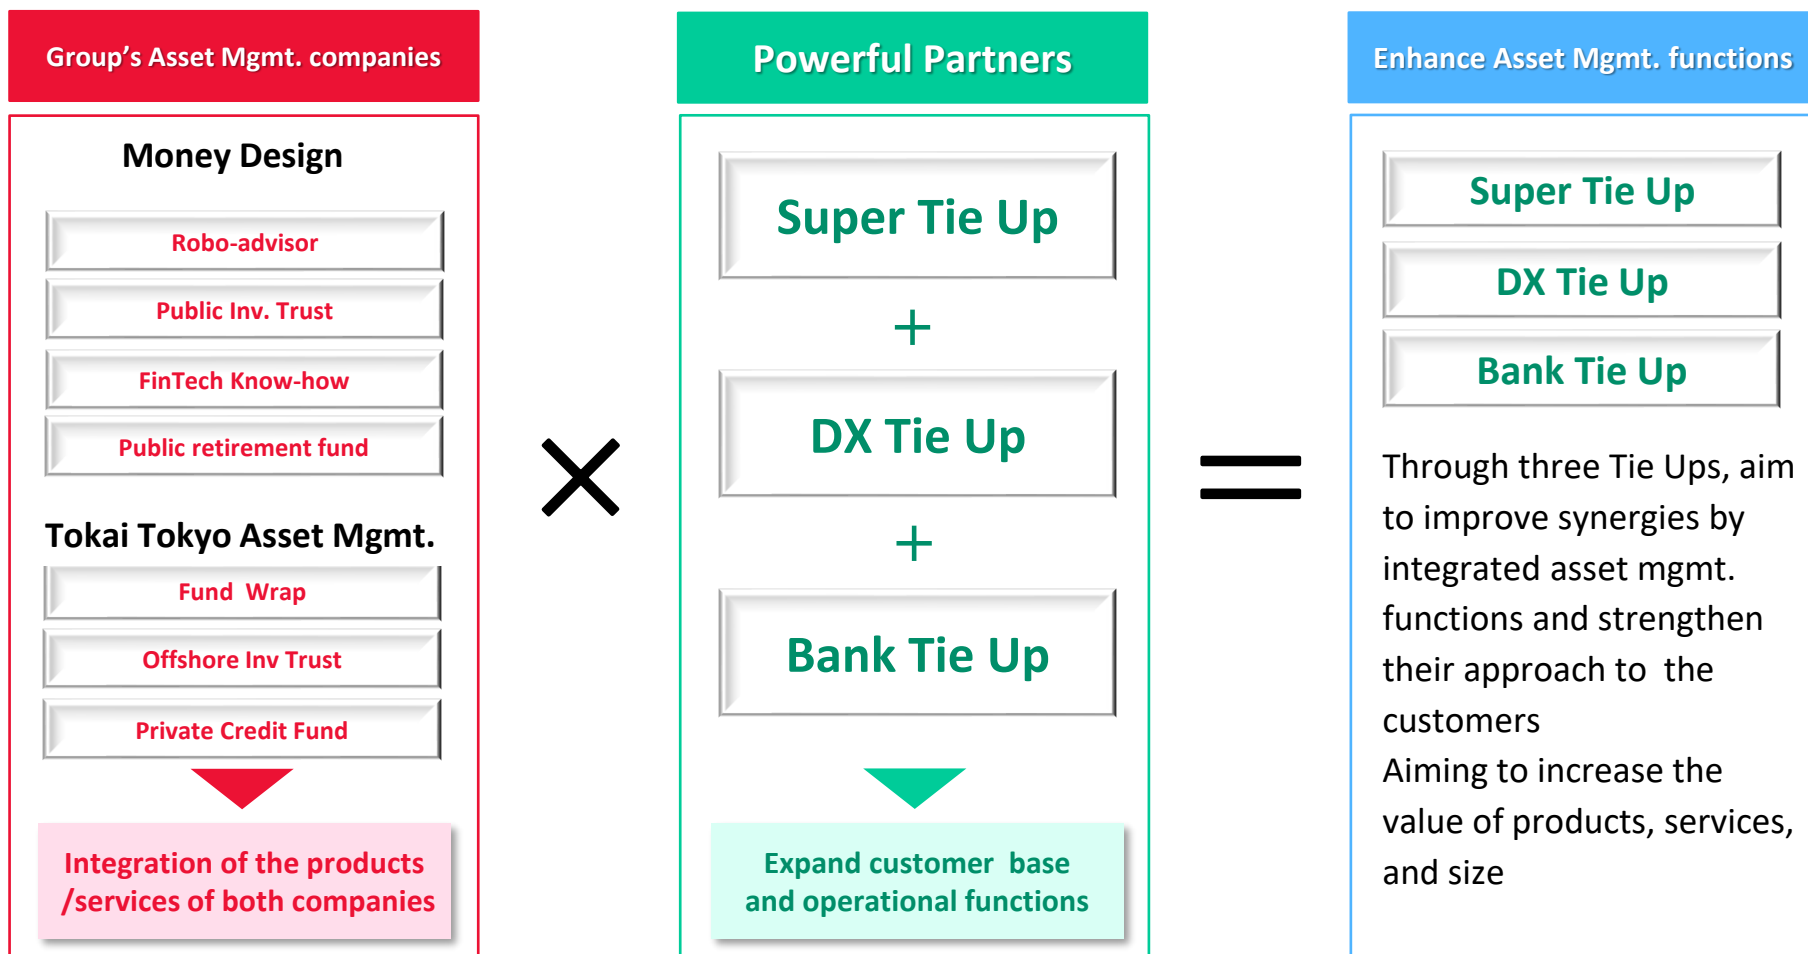 Group's Asset Mgmt. companies
Money Design
Robo-advisor
Public Inv. Trust
FinTech Know-how
Public retirement fund
Tokai Tokyo Asset Mgmt.
Fund Wrap
Offshore Inv Trust
Private Credit Fund
Integration of the products
/services of both companies
×
Powerful Partners
Super Tie Up
+
DX Tie Up
+
Bank Tie Up
Expand customer base
and operational functions
=
Enhance Asset Mgmt. functions
Super Tie Up
DX Tie Up
Bank Tie Up
Through three Tie Ups, aim
to improve synergies by
integrated asset mgmt.
functions and strengthen
their approach to the
customers
Aiming to increase the
value of products, services,
and size